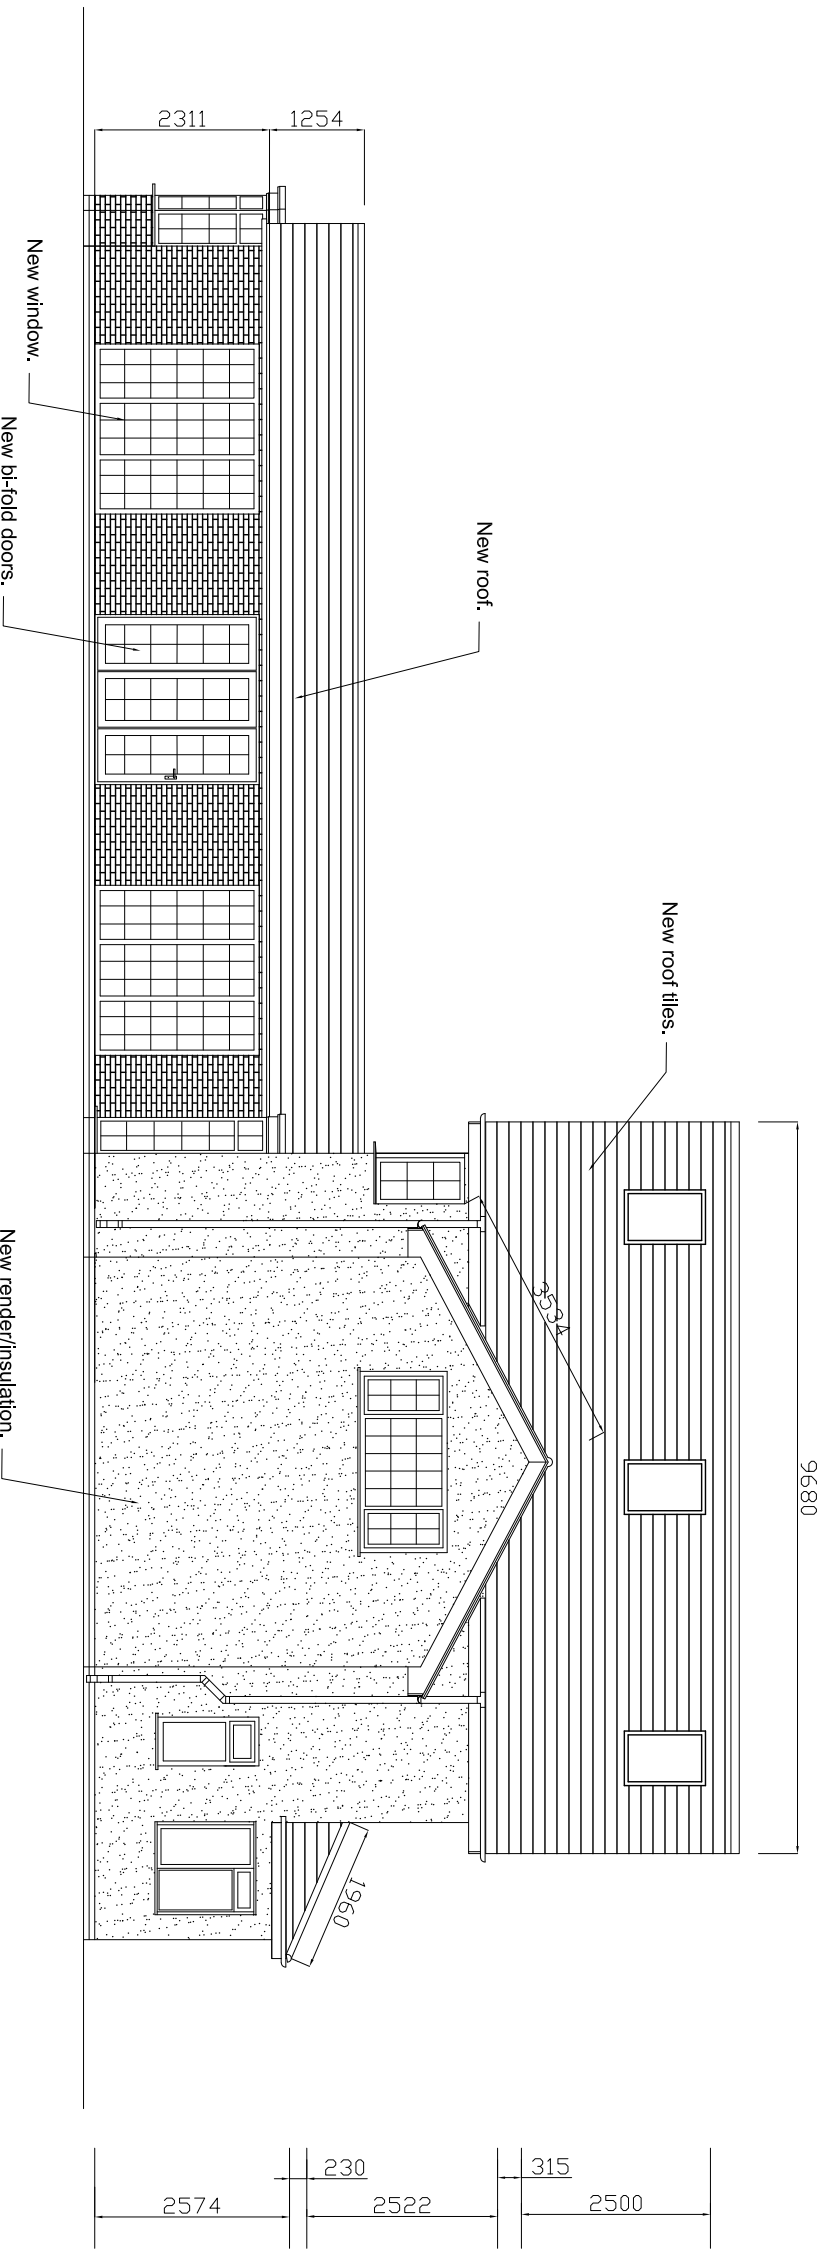 2311
1254
New window.
New bi-fold doors.
New roof.
New roof tiles.
New render/insulation.
9680
3534
1960
230
315
2574
2522
2500